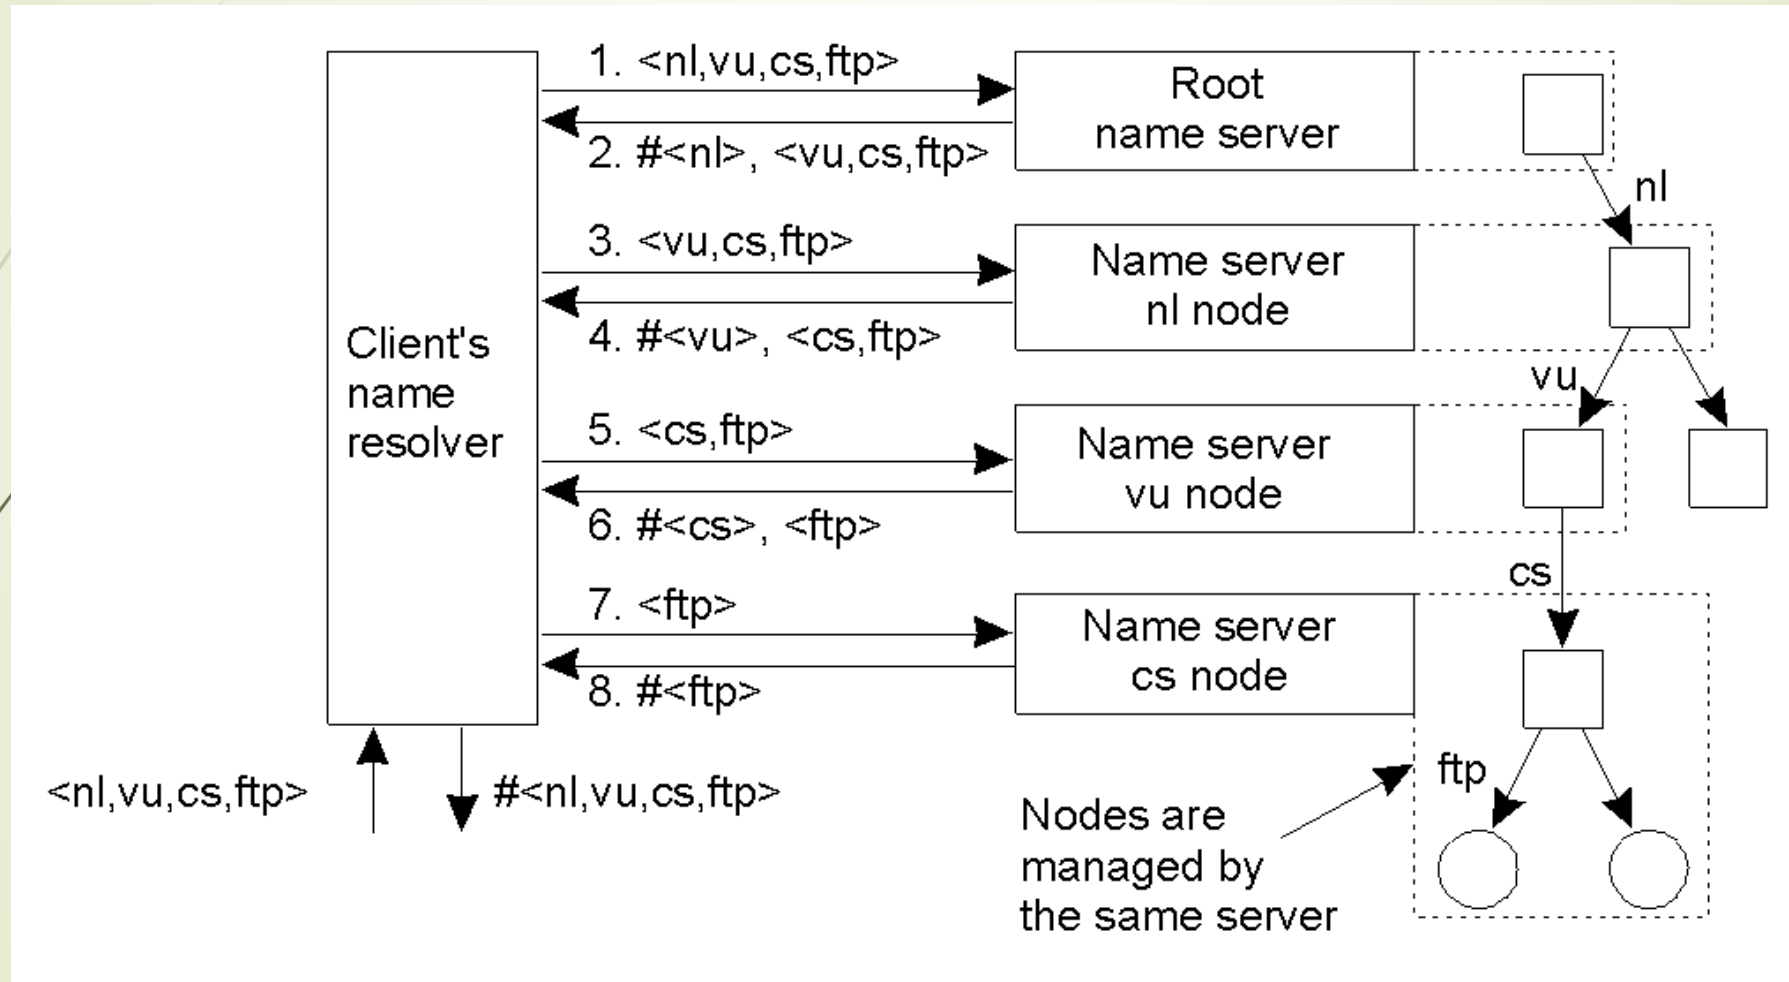 1. <nl,vu,cs,ftp>
Root
name server
2. #<nl>, <vu,cs,ftp>
nl
3. <vu,cs,ftp>
Name server
nl node
4. #<vu>, <cs,ftp>
vu
Client's
name
resolver
5. <cs,ftp>
Name server
vu node
6. #<cs>, <ftp>
cs
7. <ftp>
Name server
cs node
8. #<ftp>
ftp
<nl,vu,cs,ftp>
#<nl,vu,cs,ftp>
Nodes are
managed by
the same server